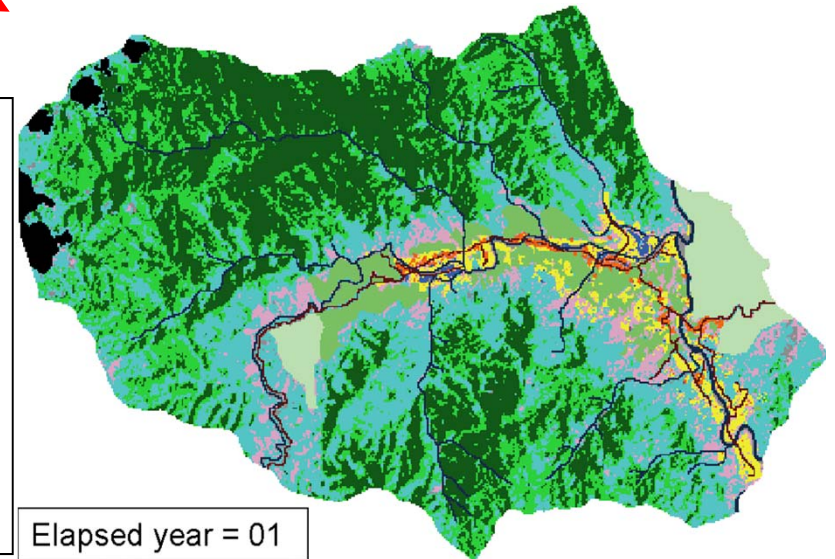 Elapsed year = 01